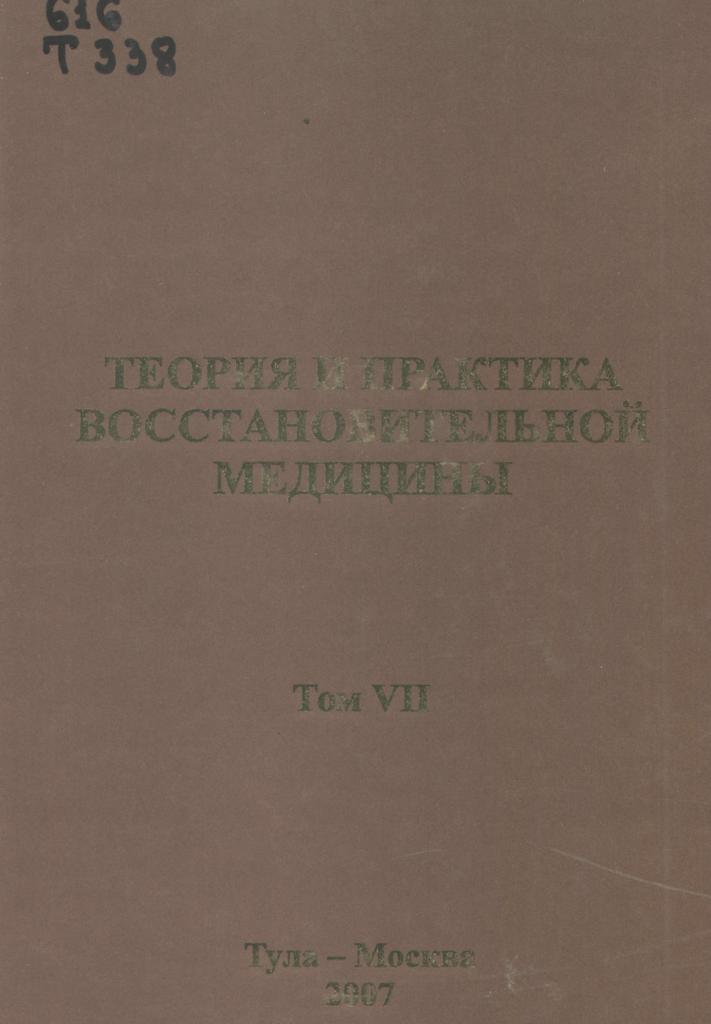 616
Т 338
ТЕОРИЯ И ПРАКТИКА
ВОССТАНОВИТЕЛЬНОЙ
МЕДИЦИНЫ
Том VII
Тула – Москва
2007